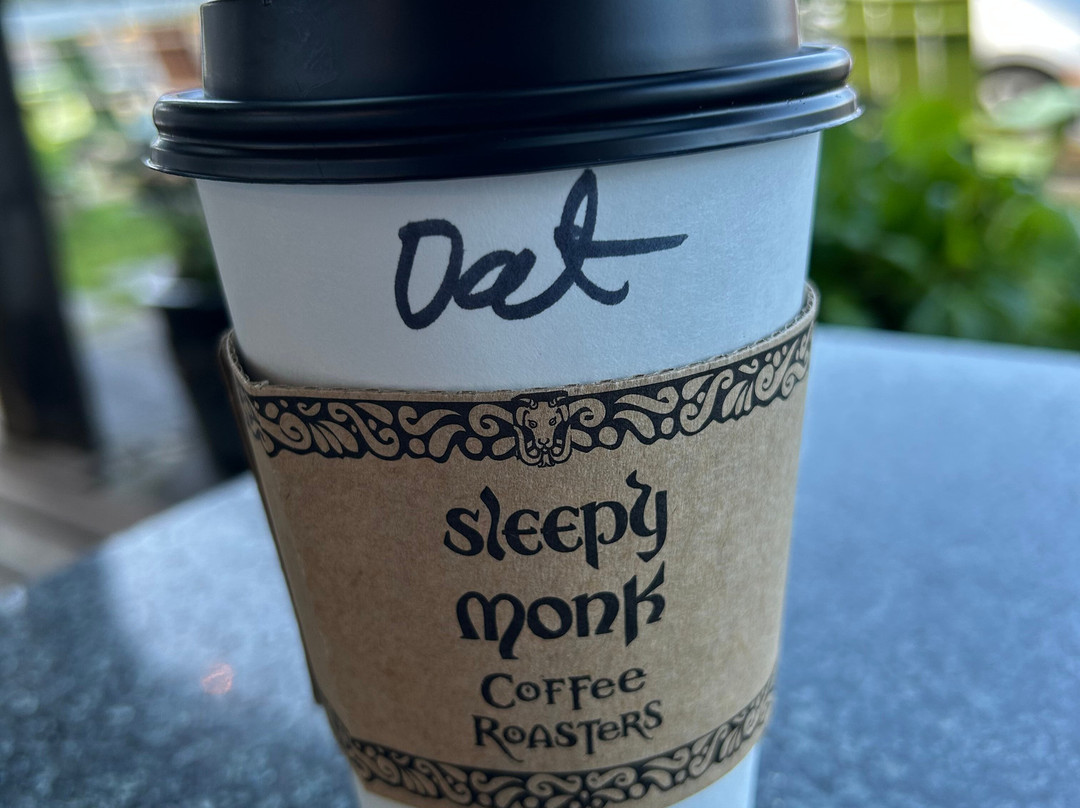 Oat
sleepy
monk
Coffee
Roasters